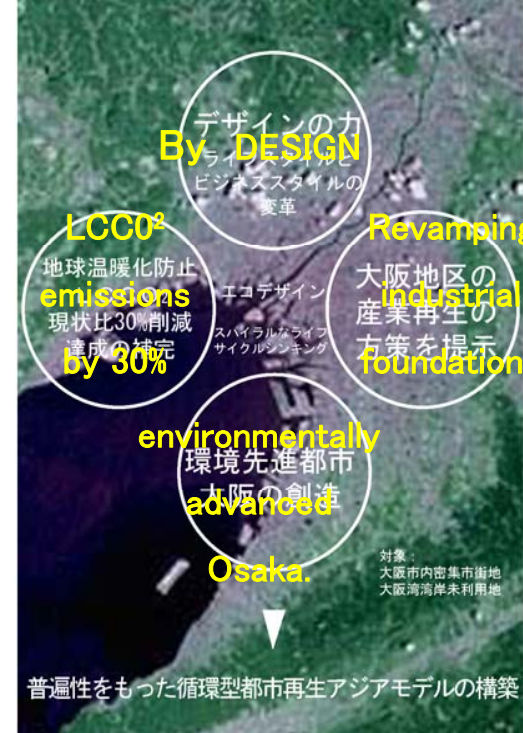 デザインの力
By DESIGN
ライフスタイルと
ビジネススタイルの
変革
LCC0²
地球温暖化防止
emissions
現状比30%削減
by 30%
達成の補完
エコデザイン
スパイラルなライフ
サイクルシンキング
Revamping
大阪地区の
industrial
産業再生の
foundation
方策を提示
environmentally
環境先進都市
advanced
大阪の創造
Osaka.
対象：
大阪市内密集市街地
大阪湾湾岸未利用地
普遍性をもった循環型都市再生アジアモデルの構築